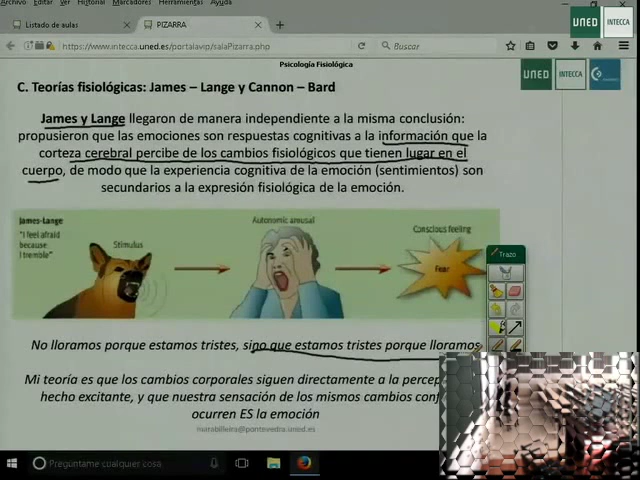 Ayuda
Archivo Editar Ver Historial Marcadores Herramientas
Listado de aulas
PIZARRA
https://www.intecca.uned.es/portalavip/salaPizarra.php
Buscar
UNED
INTECCA
Psicología Fisiológica
C. Teorías fisiológicas: James – Lange y Cannon – Bard
UNED
INTECCA
James y Lange llegaron de manera independiente a la misma conclusión:
propusieron que las emociones son respuestas cognitivas a la información que la
corteza cerebral percibe de los cambios fisiológicos que tienen lugar en el
cuerpo, de modo que la experiencia cognitiva de la emoción (sentimientos) son
secundarios a la expresión fisiológica de la emoción.
James-Lange
"I feel afraid
because
I tremble"
Stimulus
Autonomic arousal
Conscious feeling
Fear
Trazo
No lloramos porque estamos tristes, sino que estamos tristes porque lloramos
Mi teoría es que los cambios corporales siguen directamente a la
hecho excitante, y que nuestra sensación de los mismos cambios
ocurren ES la emoción
marabilleira@pontevedra.uned.es
Pregúntame cualquier cosa